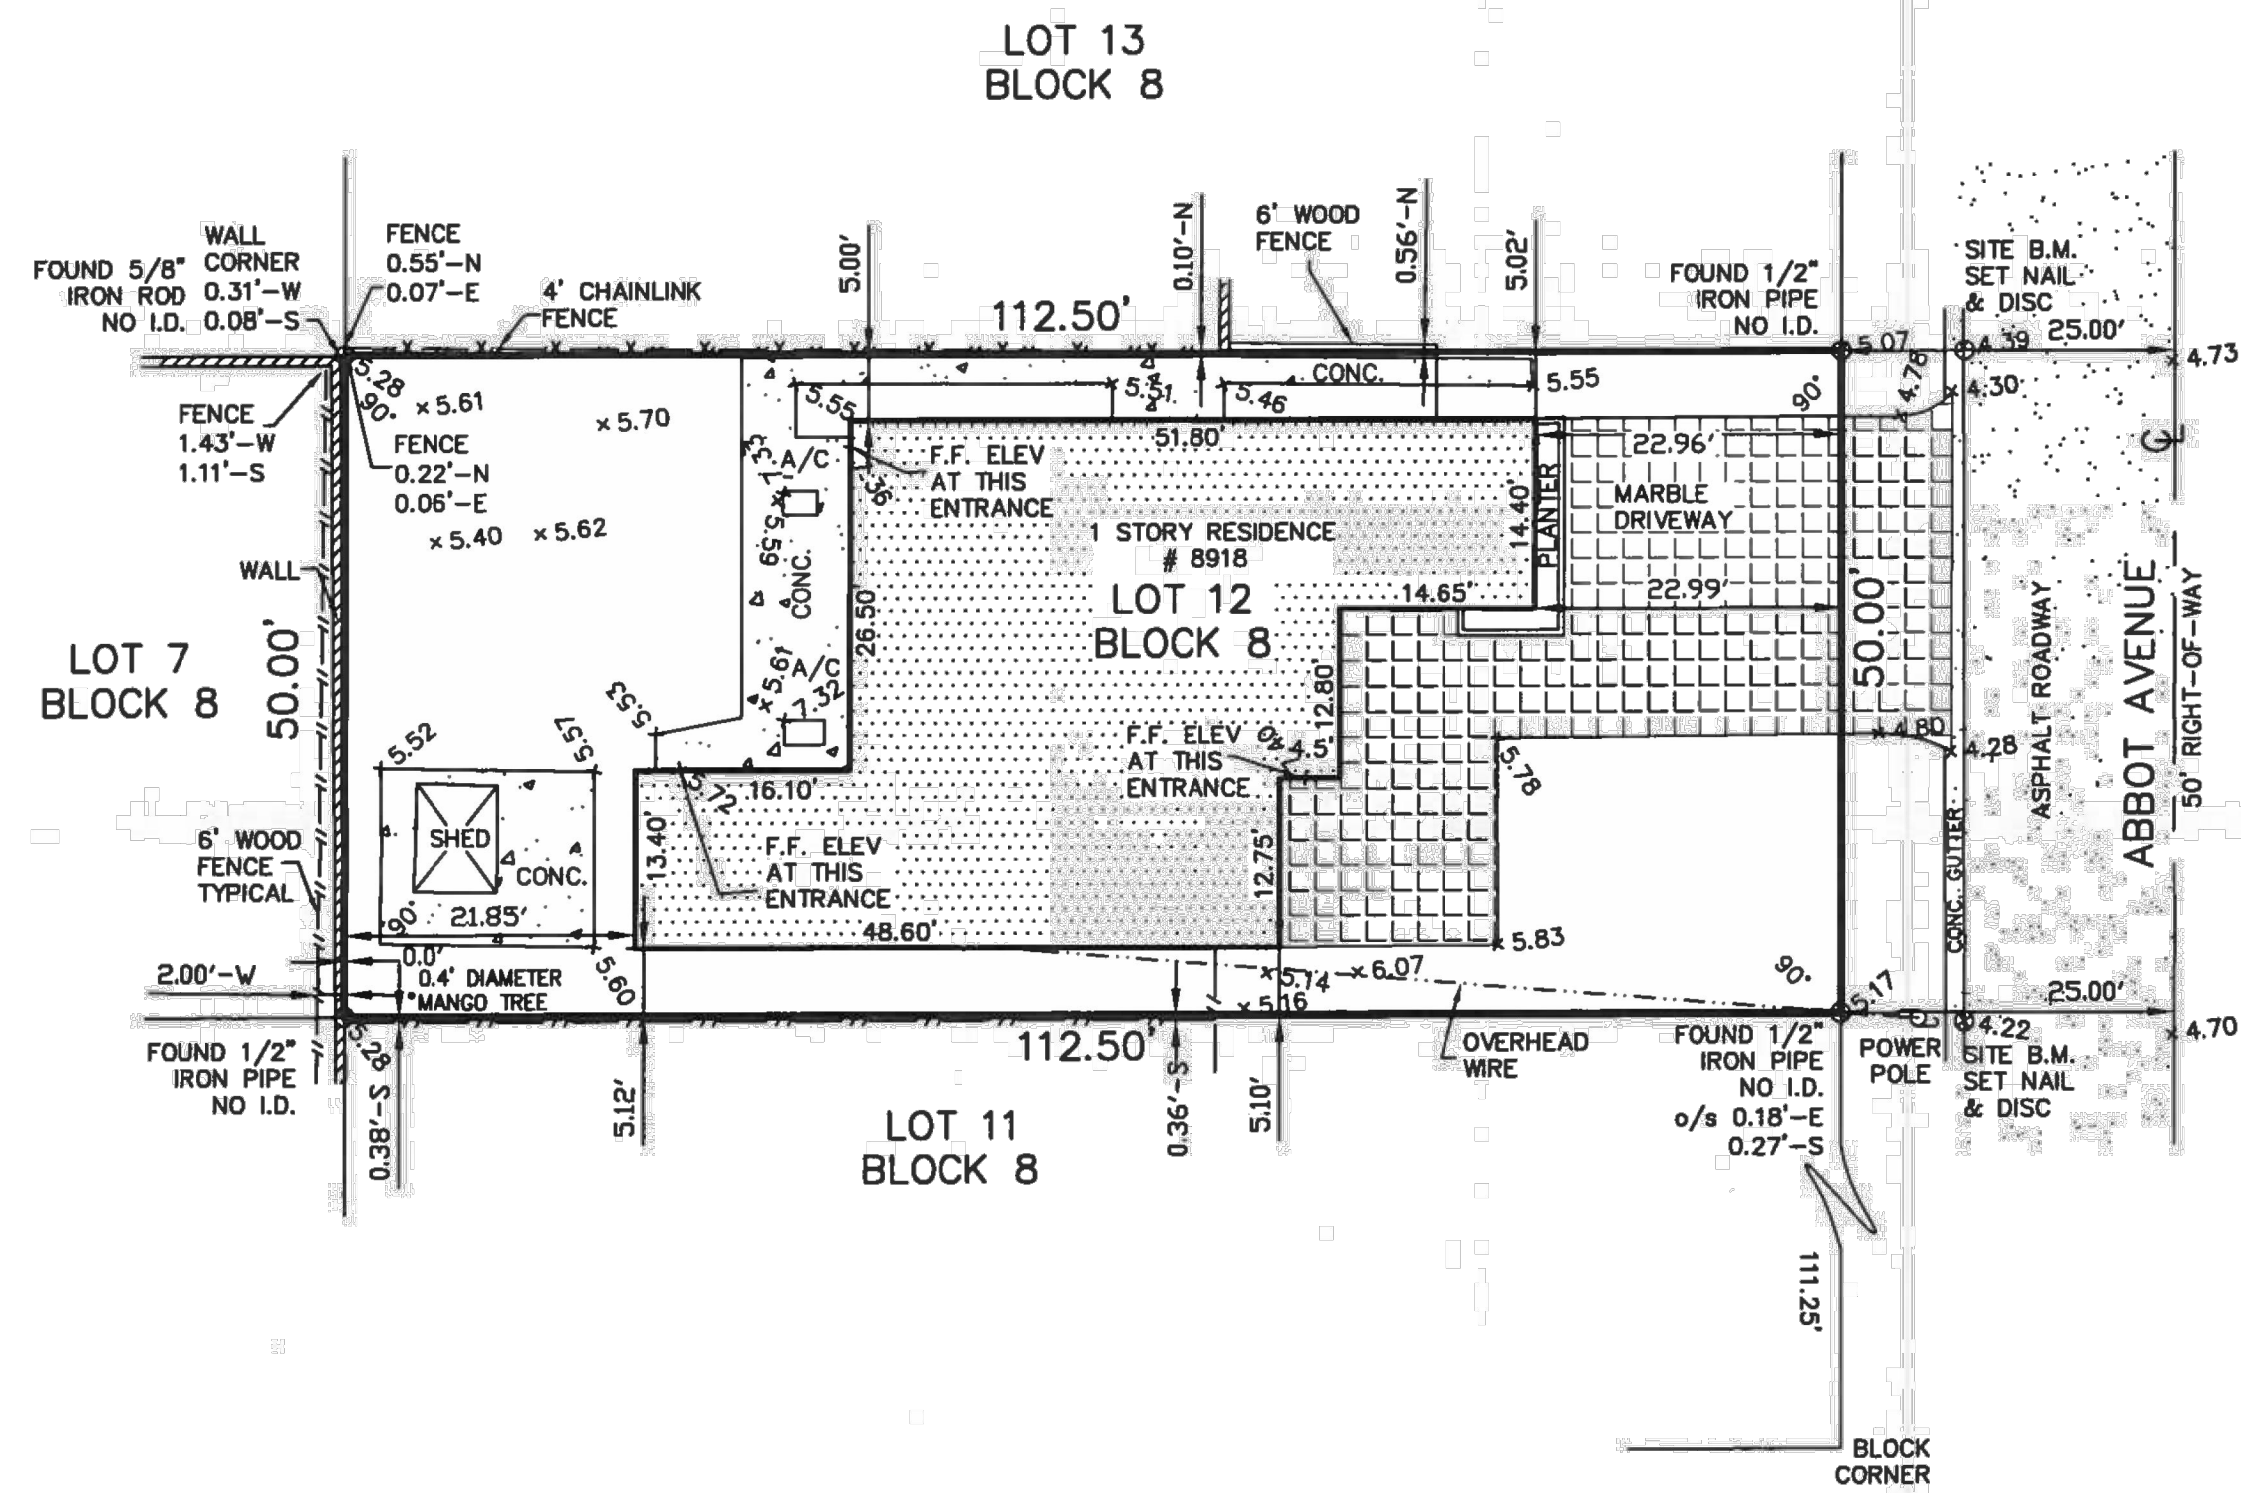 LOT 13
BLOCK 8
WALL
CORNER
0.31'-W
0.08'-S
FOUND 5/8"
IRON ROD
NO I.D.
FENCE
0.55'-N
0.07'-E
4' CHAINLINK
FENCE
5.00'
112.50'
0.10'-N
6' WOOD
FENCE
0.56'-N
5.02'
FOUND 1/2"
IRON PIPE
NO I.D.
SITE B.M.
SET NAIL
& DISC
25.00'
5.07
4.39
4.73
4.78
4.30
90°
5.28
90°
5.61
5.70
FENCE
1.43'-W
1.11'-S
FENCE
0.22'-N
0.06'-E
5.40
5.62
5.55
5.51
5.46
CONC.
5.55
51.80'
22.96'
A/C
7.33
5.59
CONC.
F.F. ELEV
AT THIS
ENTRANCE
1 STORY RESIDENCE
# 8918
LOT 12
BLOCK 8
14.40'
PLANTER
MARBLE
DRIVEWAY
14.65'
22.99'
50.00'
WALL
LOT 7
BLOCK 8
50.00'
26.50'
5.61
A/C
7.32
5.53
12.80'
F.F. ELEV
AT THIS
ENTRANCE
4.5'
5.78
4.80
4.28
ASPHALT ROADWAY
ABBOT AVENUE
50' RIGHT-OF-WAY
CONC. GUTTER
5.52
5.57
5.72
16.10'
SHED
CONC.
6' WOOD
FENCE
TYPICAL
13.40'
F.F. ELEV
AT THIS
ENTRANCE
12.75'
90°
21.85'
48.60'
5.83
2.00'-W
0.0'
0.4' DIAMETER
MANGO TREE
5.60
5.74
6.07
5.16
90°
5.17
25.00'
4.22
4.70
5.28
FOUND 1/2"
IRON PIPE
NO I.D.
0.38'-S
5.12'
112.50'
0.36'-S
5.10'
OVERHEAD
WIRE
FOUND 1/2"
IRON PIPE
NO I.D.
o/s 0.18'-E
0.27'-S
POWER
POLE
SITE B.M.
SET NAIL
& DISC
LOT 11
BLOCK 8
111.25'
BLOCK
CORNER